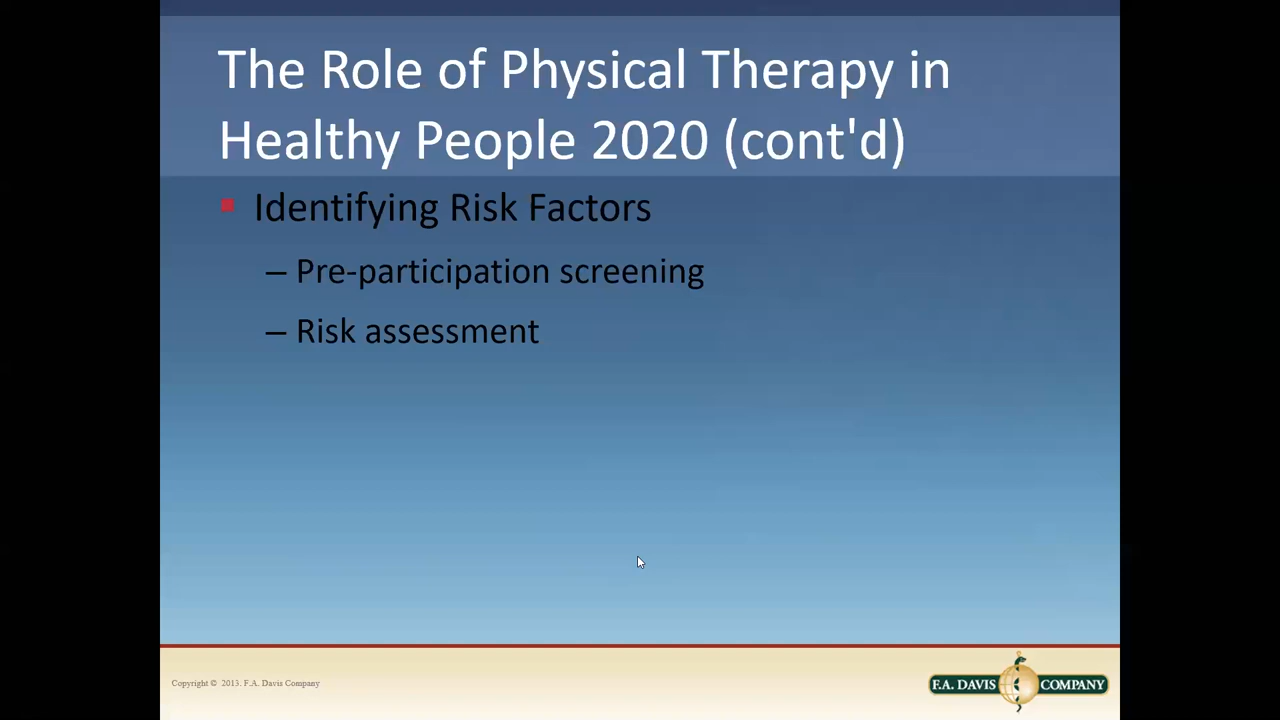 The Role of Physical Therapy in
Healthy People 2020 (cont'd)
Identifying Risk Factors
– Pre-participation screening
– Risk assessment
Copyright © 2013. F.A. Davis Company
F.A. DAVIS COMPANY